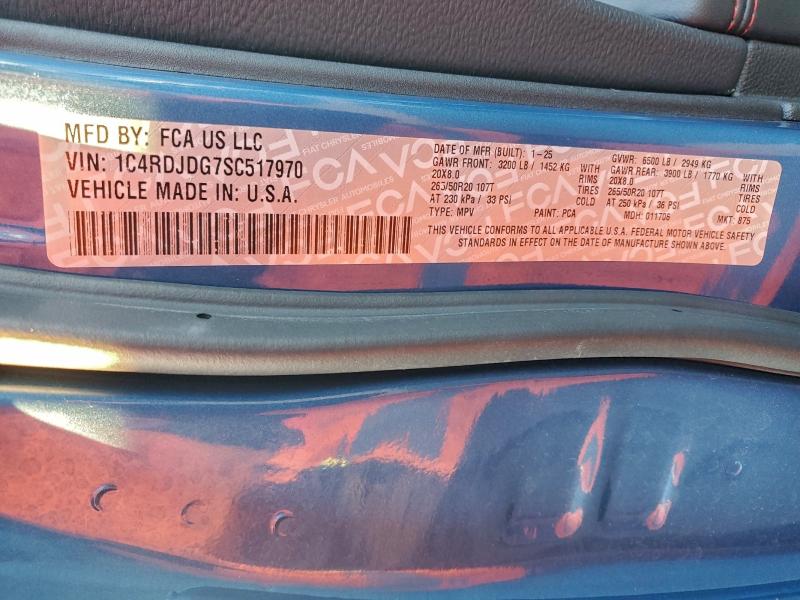 MFD BY: FCA US LLC
VIN: 1C4RDJDG7SC517970
VEHICLE MADE IN: U.S.A.
DATE OF MFR (BUILT): 1-25 GVWR: 6500 LB / 2949 KG
GAWR FRONT: 3200 LB / 1452 KG WITH GAWR REAR: 3900 LB / 1770 KG WITH
20X8.0 RIMS 20X8.0 RIMS
265/50R20 107T TIRES 265/50R20 107T TIRES
AT 230 kPa / 33 PSI COLD AT 250 kPa / 36 PSI COLD
TYPE: MPV PAINT: PCA MDH: 011706 MKT: 875
THIS VEHICLE CONFORMS TO ALL APPLICABLE U.S.A. FEDERAL MOTOR VEHICLE SAFETY
STANDARDS IN EFFECT ON THE DATE OF MANUFACTURE SHOWN ABOVE.